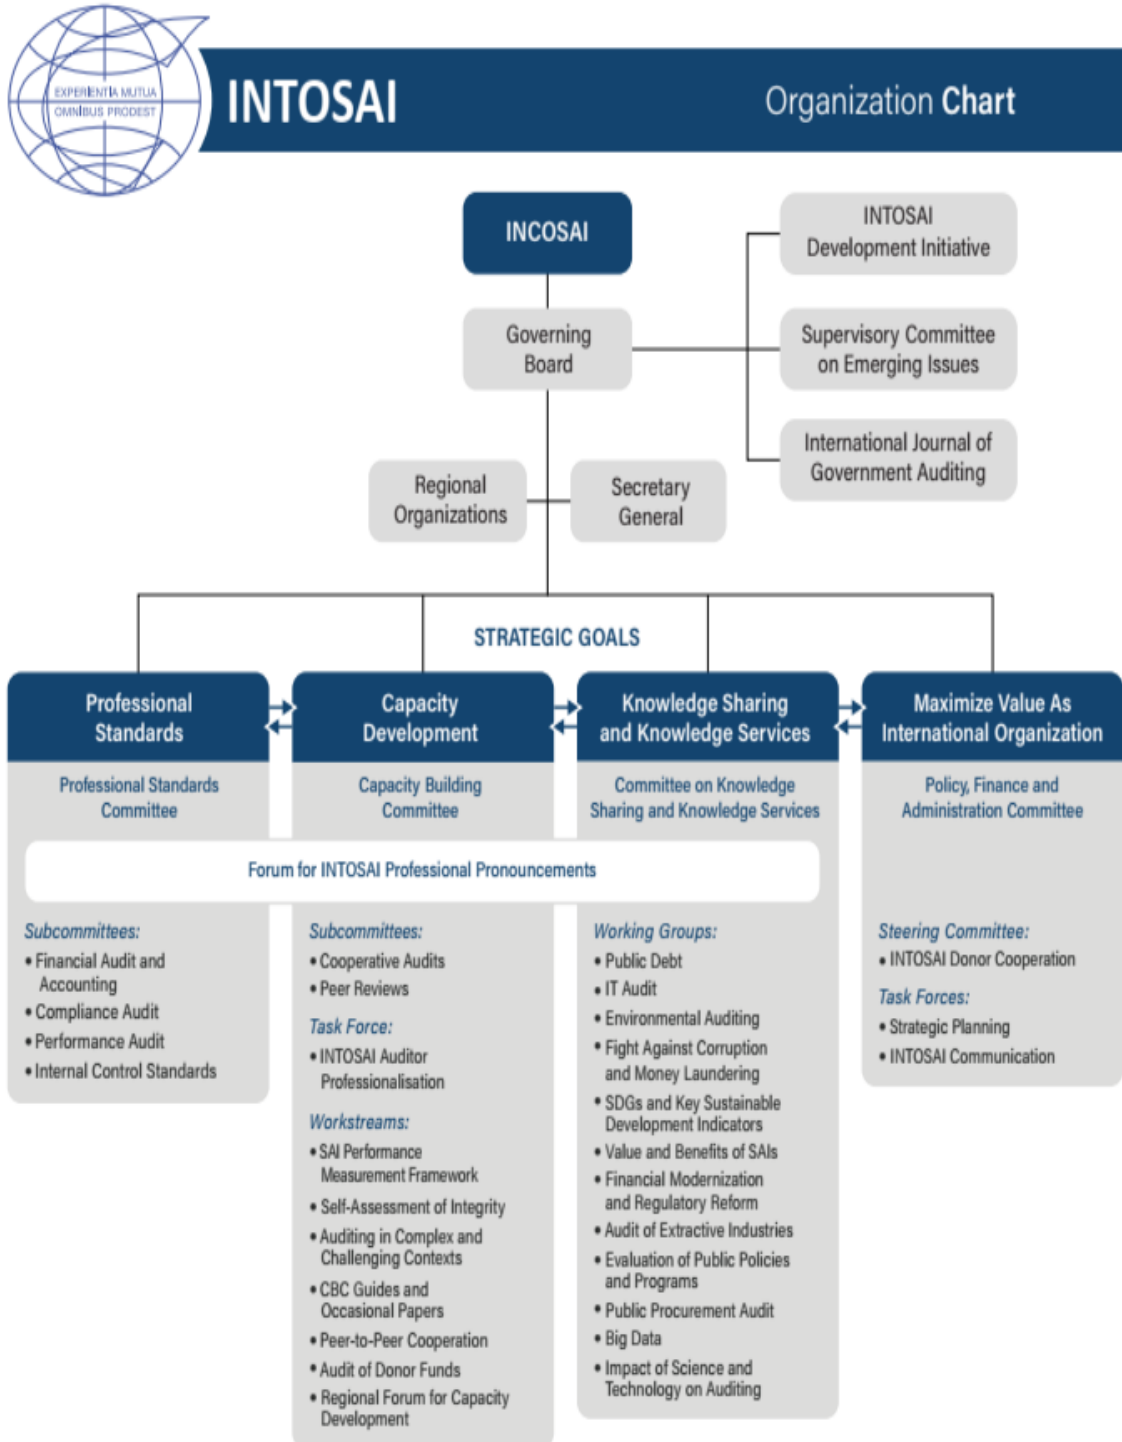 EXPERIENTIA MUTUA
OMNIBUS PRODEST
INTOSAI
Organization Chart
INCOSAI
INTOSAI
Development Initiative
Governing
Board
Supervisory Committee
on Emerging Issues
International Journal of
Government Auditing
Regional
Organizations
Secretary
General
STRATEGIC GOALS
Professional
Standards
Professional Standards
Committee
Capacity
Development
Capacity Building
Committee
Knowledge Sharing
and Knowledge Services
Committee on Knowledge
Sharing and Knowledge Services
Maximize Value As
International Organization
Policy, Finance and
Administration Committee
Forum for INTOSAI Professional Pronouncements
Subcommittees:
• Financial Audit and
Accounting
• Compliance Audit
• Performance Audit
• Internal Control Standards
Subcommittees:
• Cooperative Audits
• Peer Reviews
Task Force:
• INTOSAI Auditor
Professionalisation
Workstreams:
• SAI Performance
Measurement Framework
• Self-Assessment of Integrity
• Auditing in Complex and
Challenging Contexts
• CBC Guides and
Occasional Papers
• Peer-to-Peer Cooperation
• Audit of Donor Funds
• Regional Forum for Capacity
Development
Working Groups:
• Public Debt
• IT Audit
• Environmental Auditing
• Fight Against Corruption
and Money Laundering
• SDGs and Key Sustainable
Development Indicators
• Value and Benefits of SAIs
• Financial Modernization
and Regulatory Reform
• Audit of Extractive Industries
• Evaluation of Public Policies
and Programs
• Public Procurement Audit
• Big Data
• Impact of Science and
Technology on Auditing
Steering Committee:
• INTOSAI Donor Cooperation
Task Forces:
• Strategic Planning
• INTOSAI Communication